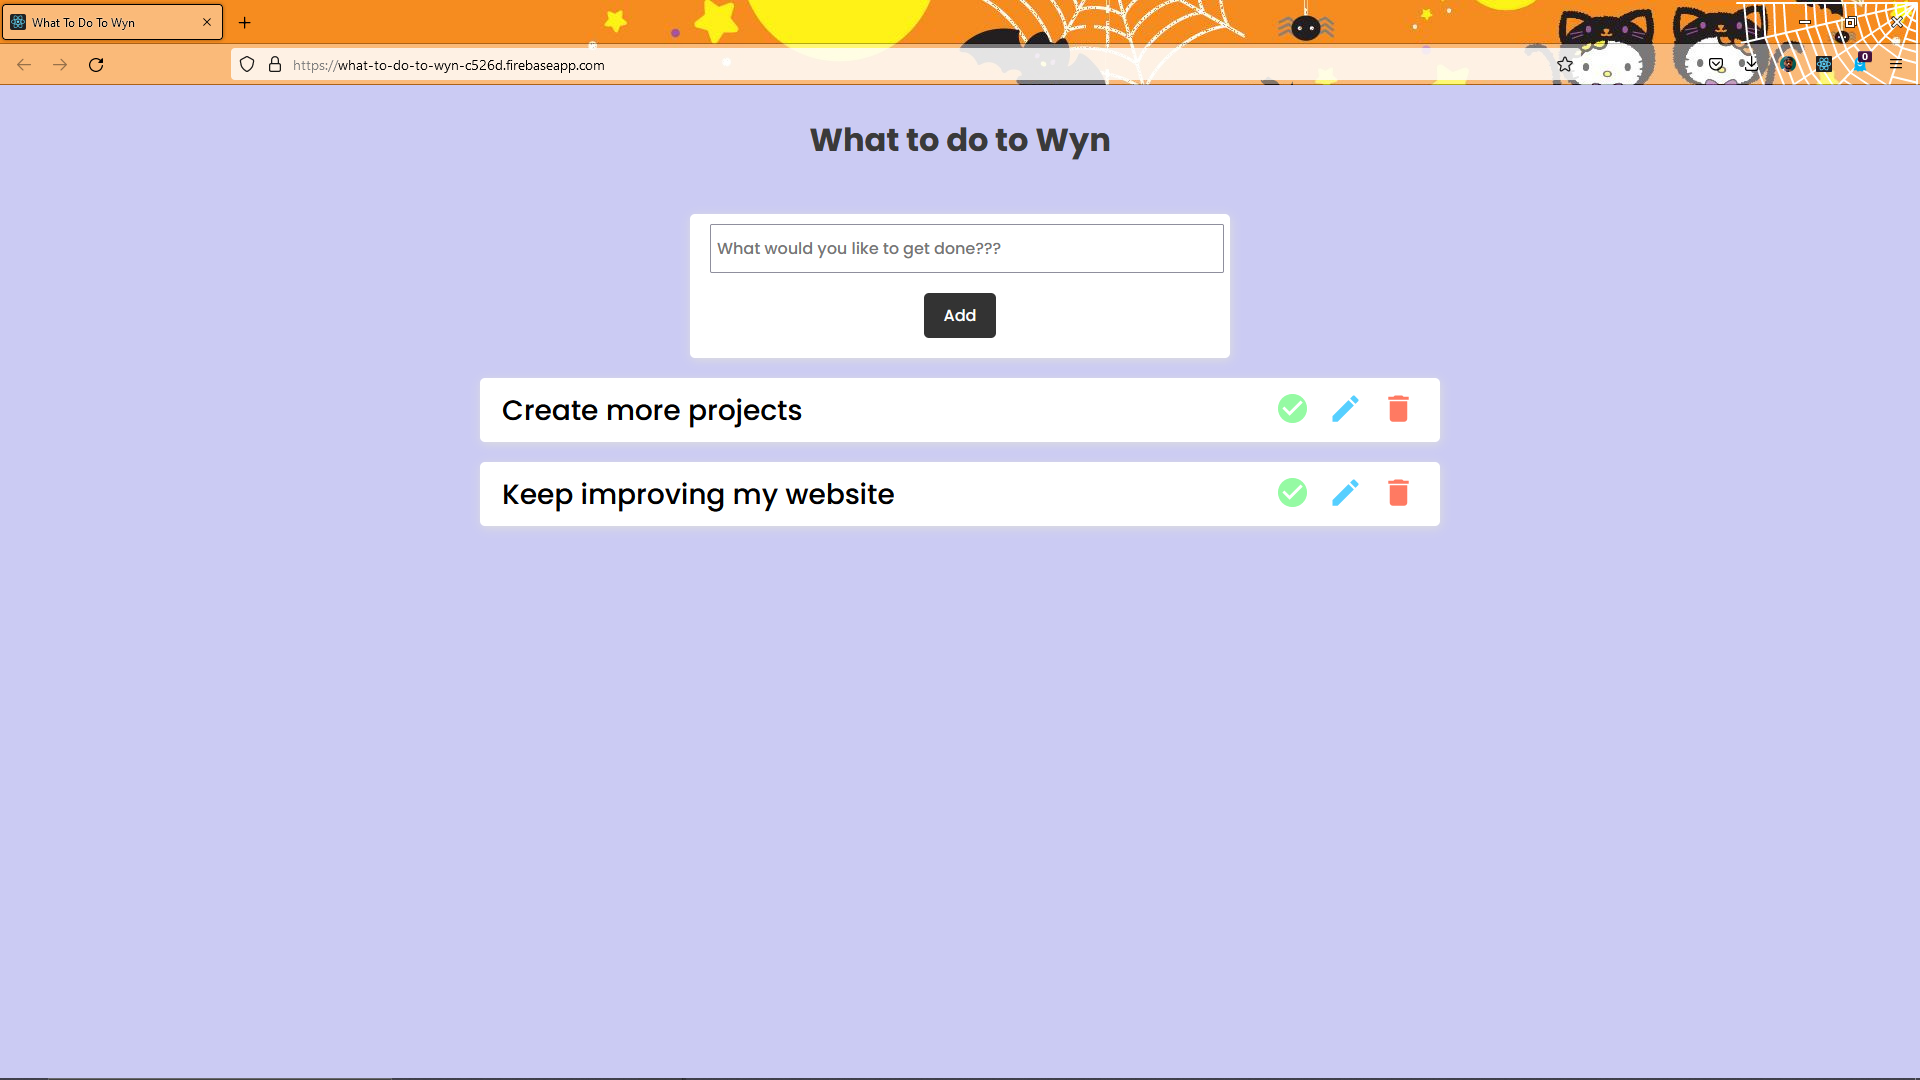 What To Do To Wyn
https://what-to-do-to-wyn-c526d.firebaseapp.com
0
What to do to Wyn
What would you like to get done???
Add
Create more projects
Keep improving my website